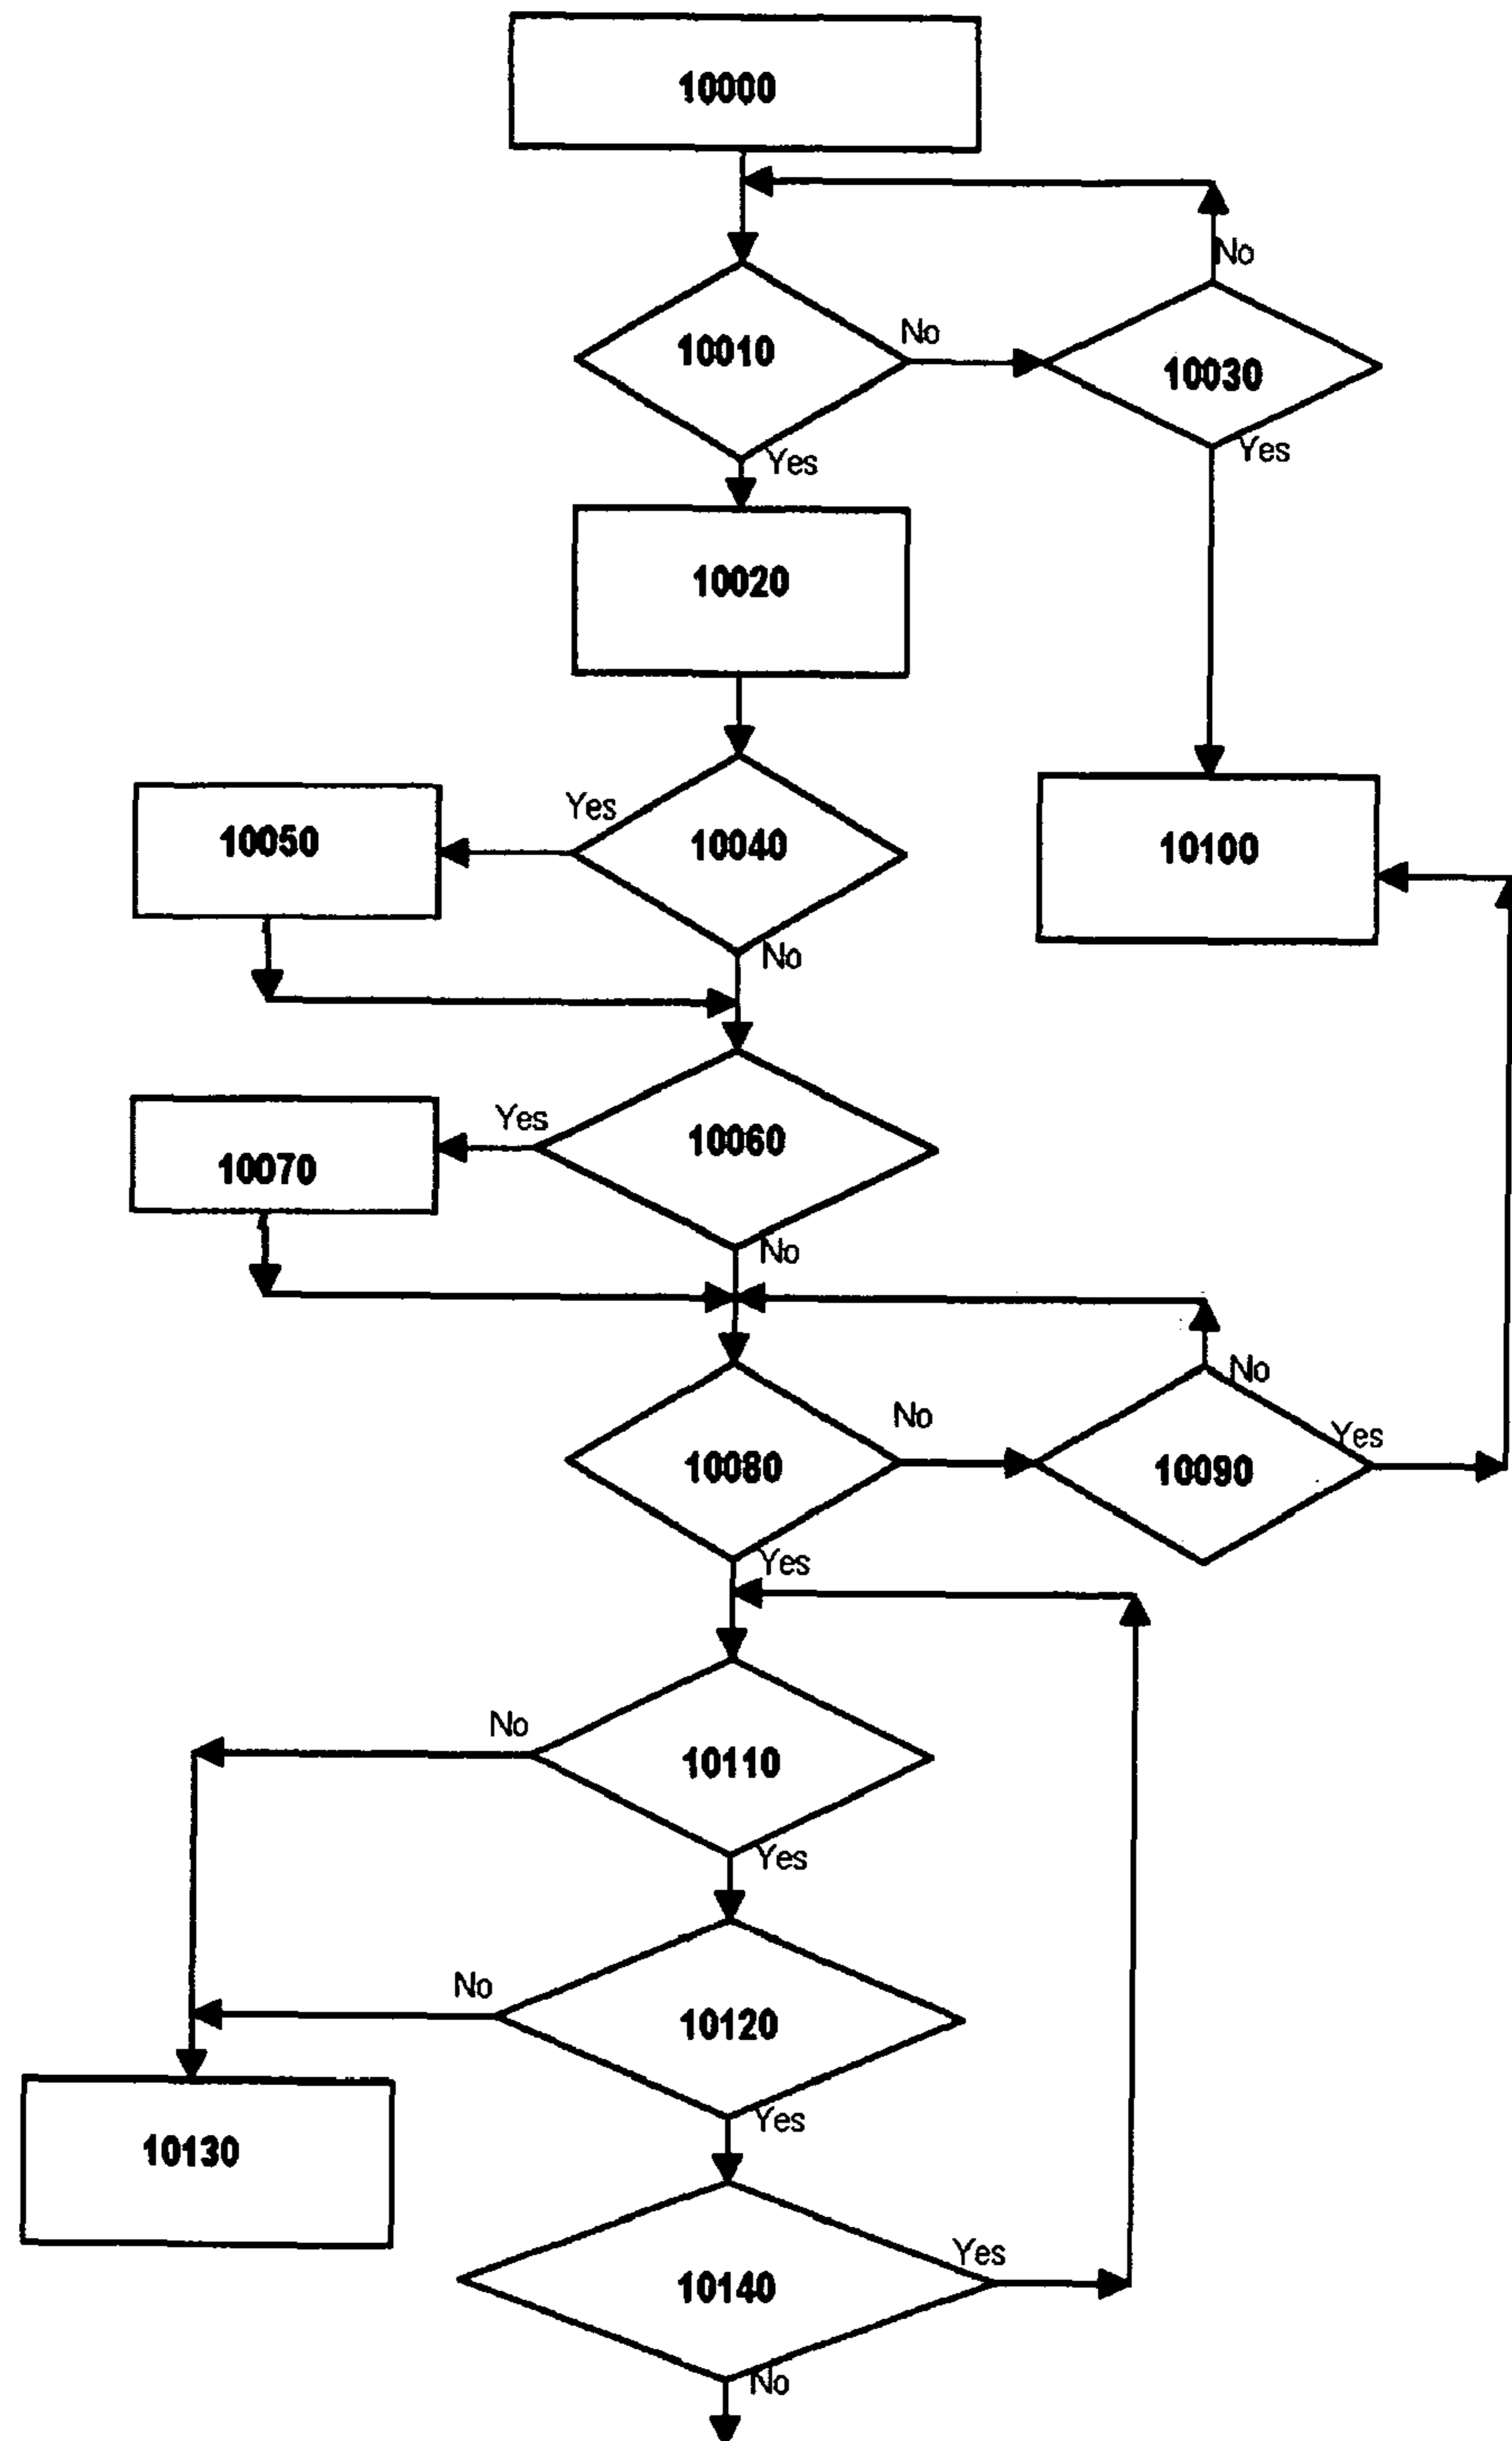 10000
No
10010
No
10030
Yes
Yes
10020
Yes
10050
10040
10100
No
Yes
10060
10070
No
No
No
Yes
10080
10090
Yes
No
10110
Yes
No
10120
Yes
10130
Yes
10140
No